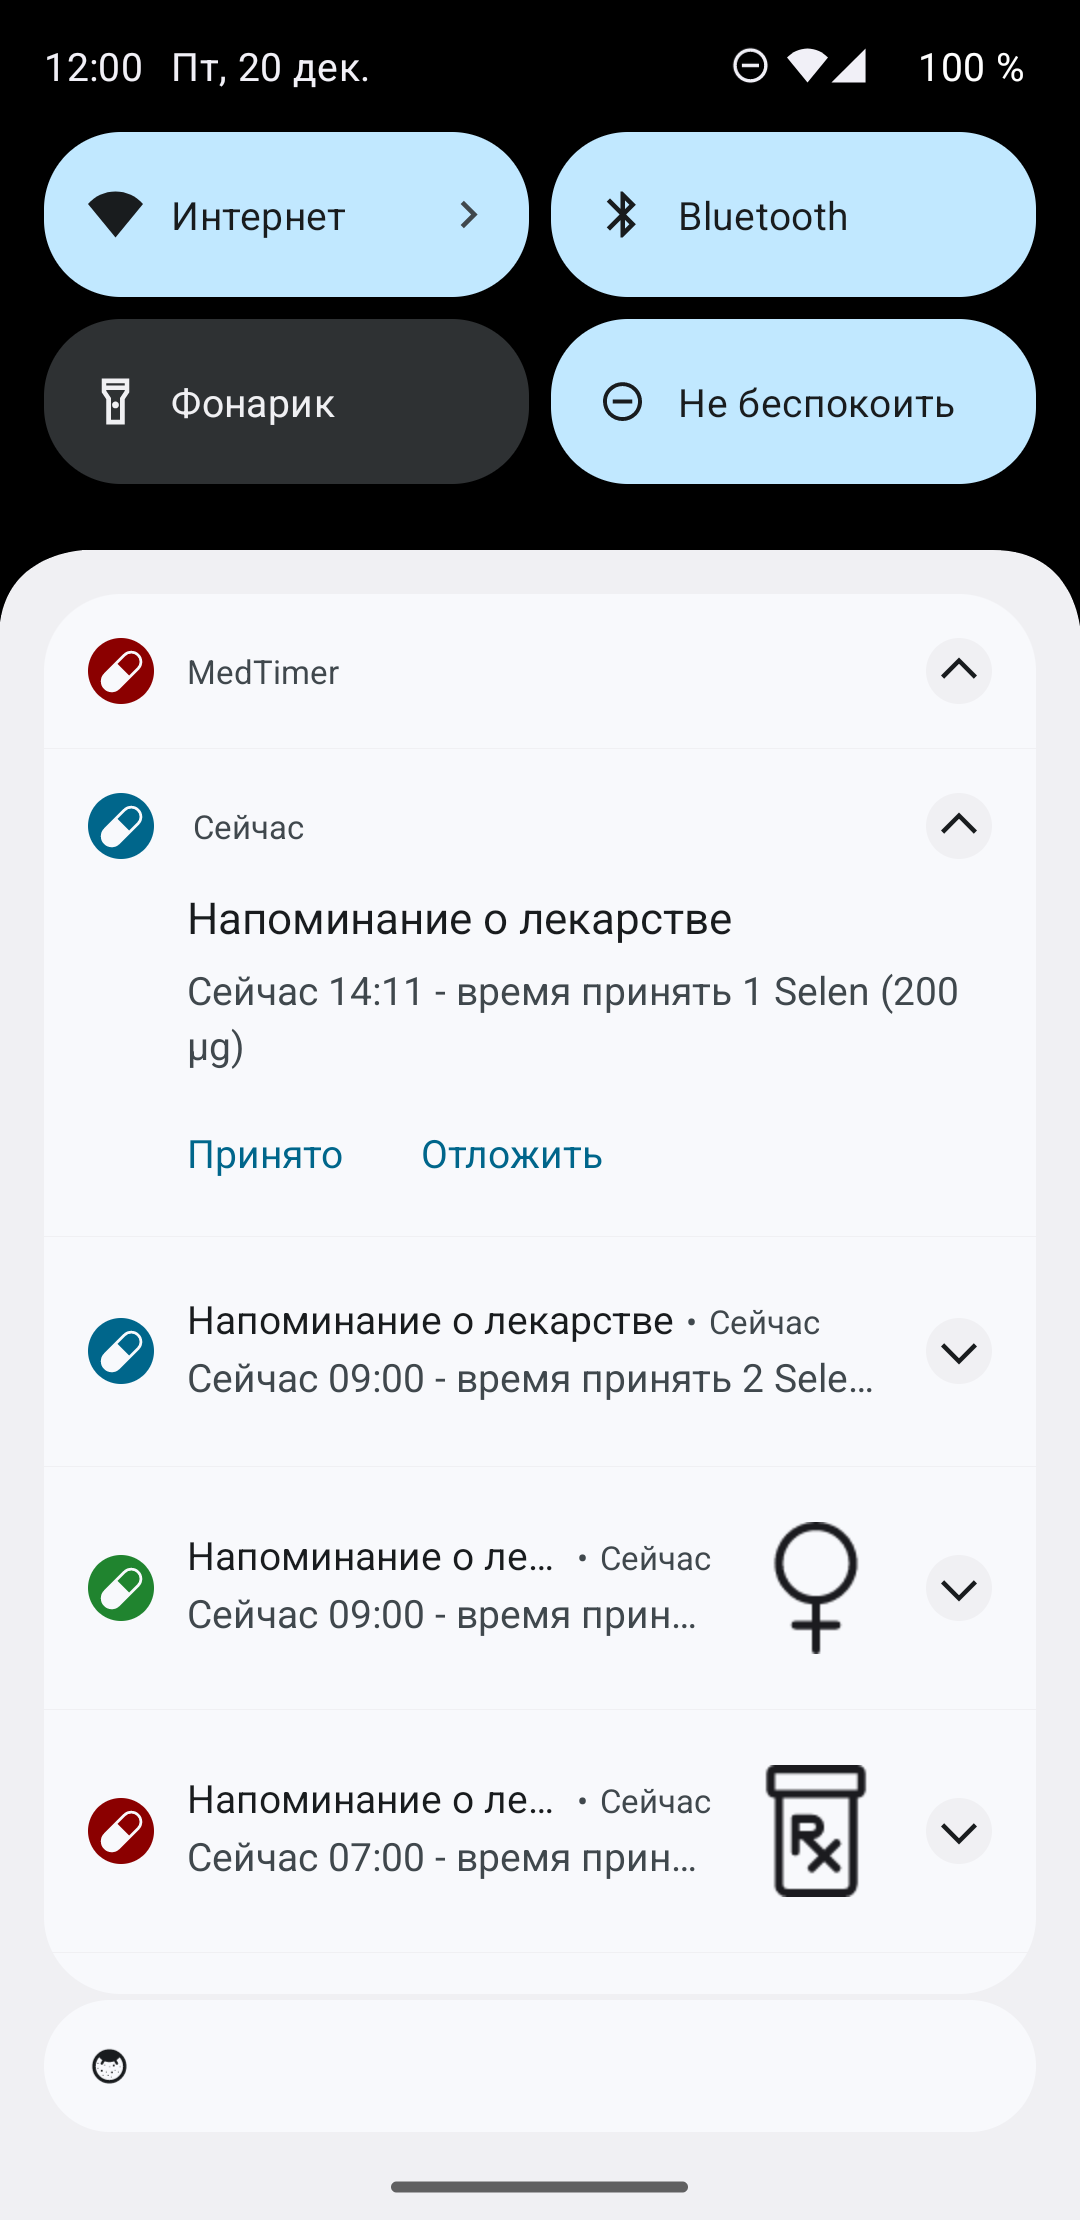 12:00 Пт, 20 дек. 100 %
Интернет
Bluetooth
Фонарик
Не беспокоить
MedTimer
Сейчас
Напоминание о лекарстве
Сейчас 14:11 - время принять 1 Selen (200
µg)
Принято Отложить
Напоминание о лекарстве • Сейчас
Сейчас 09:00 - время принять 2 Sele…
Напоминание о ле… • Сейчас
Сейчас 09:00 - время прин…
Rx
Напоминание о ле… • Сейчас
Сейчас 07:00 - время прин…